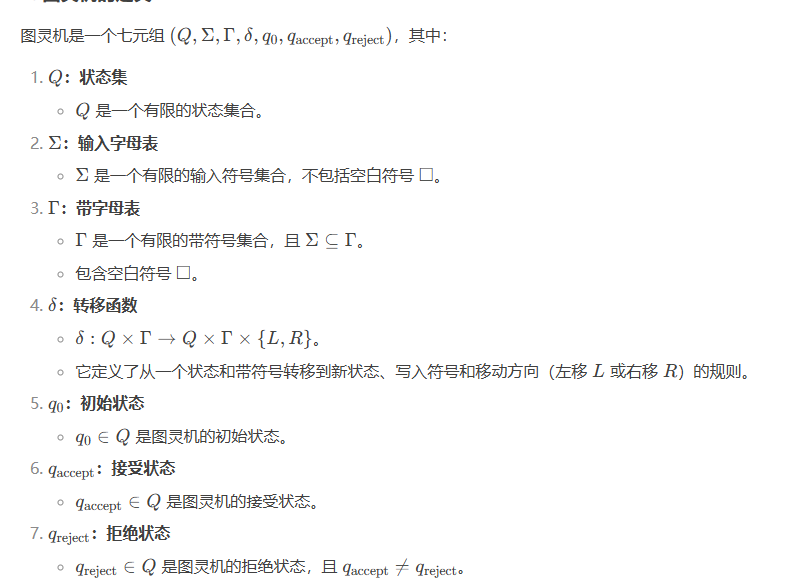 图灵机是一个七元组 (Q, Σ, Γ, δ, q₀, q_accept, q_reject)，其中：
1. Q：状态集
◦ Q 是一个有限的状态集合。
2. Σ：输入字母表
◦ Σ 是一个有限的输入符号集合，不包括空白符号 □。
3. Γ：带字母表
◦ Γ 是一个有限的带符号集合，且 Σ ⊆ Γ。
◦ 包含空白符号 □。
4. δ：转移函数
◦ δ : Q × Γ → Q × Γ × {L, R}。
◦ 它定义了从一个状态和带符号转移到新状态、写入符号和移动方向（左移 L 或右移 R）的规则。
5. q₀：初始状态
◦ q₀ ∈ Q 是图灵机的初始状态。
6. q_accept：接受状态
◦ q_accept ∈ Q 是图灵机的接受状态。
7. q_reject：拒绝状态
◦ q_reject ∈ Q 是图灵机的拒绝状态，且 q_accept ≠ q_reject。